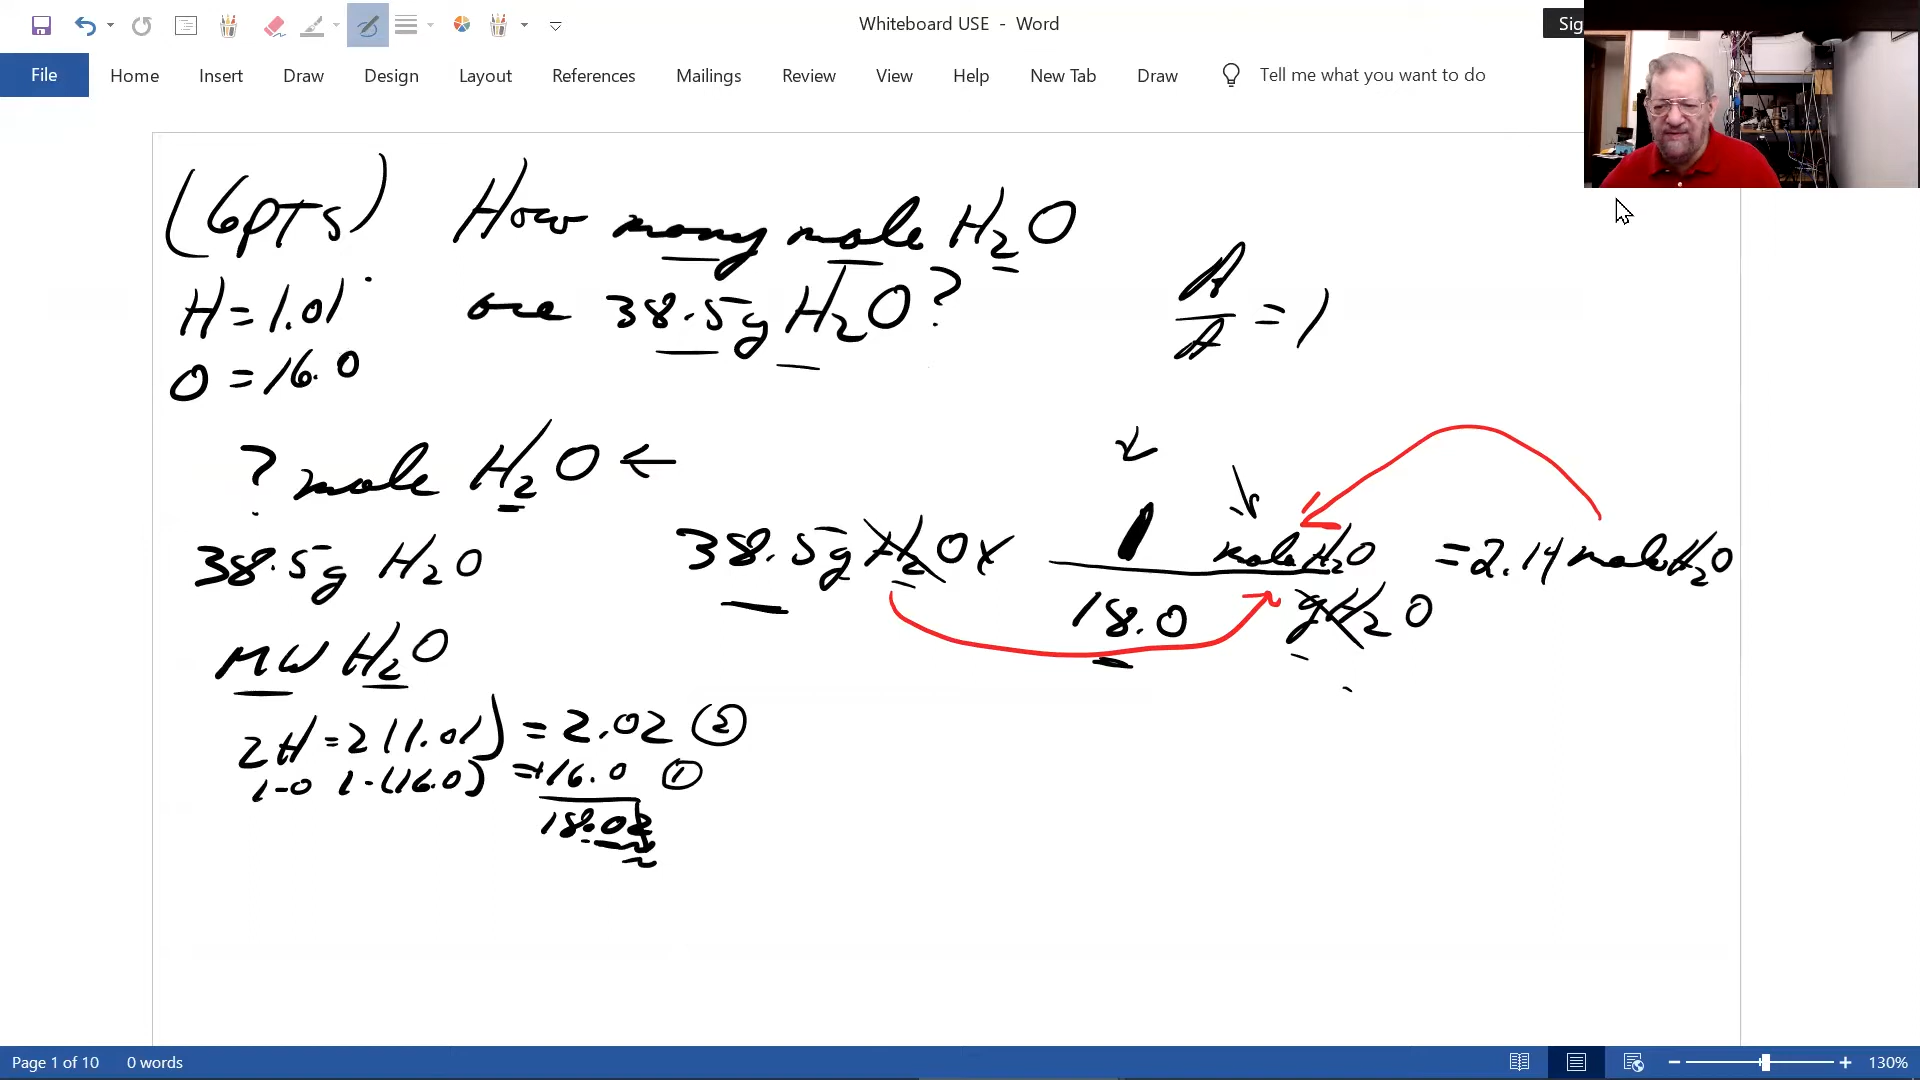 Whiteboard USE - Word
Sig
File Home Insert Draw Design Layout References Mailings Review View Help New Tab Draw Tell me what you want to do
(6pTs) How many mole H2O
H = 1.01 are 38.5g H2O?
O = 16.0
A/A = 1
? mole H2O ←
38.5g H2O x 1 mole H2O = 2.14 mole H2O
18.0 g H2O
38.5g H2O
MW H2O
2H = 2(1.01) = 2.02 (2)
1-O 1-(16.0) = +16.0 (1)
18.02
Page 1 of 10 0 words 130%